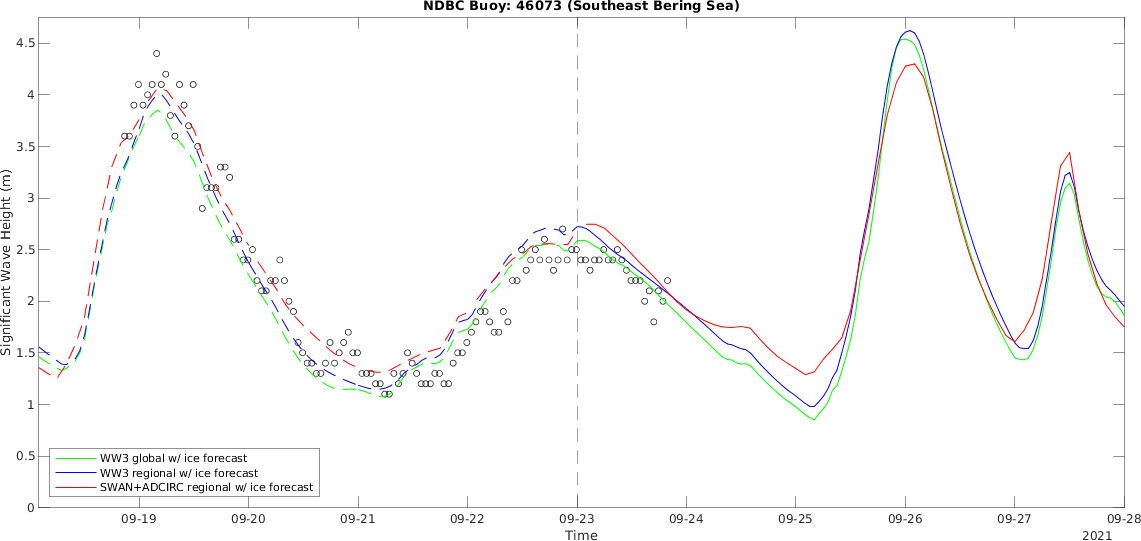 NDBC Buoy: 46073 (Southeast Bering Sea)
Significant Wave Height (m)
4.5
4
3.5
3
2.5
2
1.5
1
0.5
0
WW3 global w/ ice forecast
WW3 regional w/ ice forecast
SWAN+ADCIRC regional w/ ice forecast
09-19 09-20 09-21 09-22 09-23 09-24 09-25 09-26 09-27 09-28
Time
2021